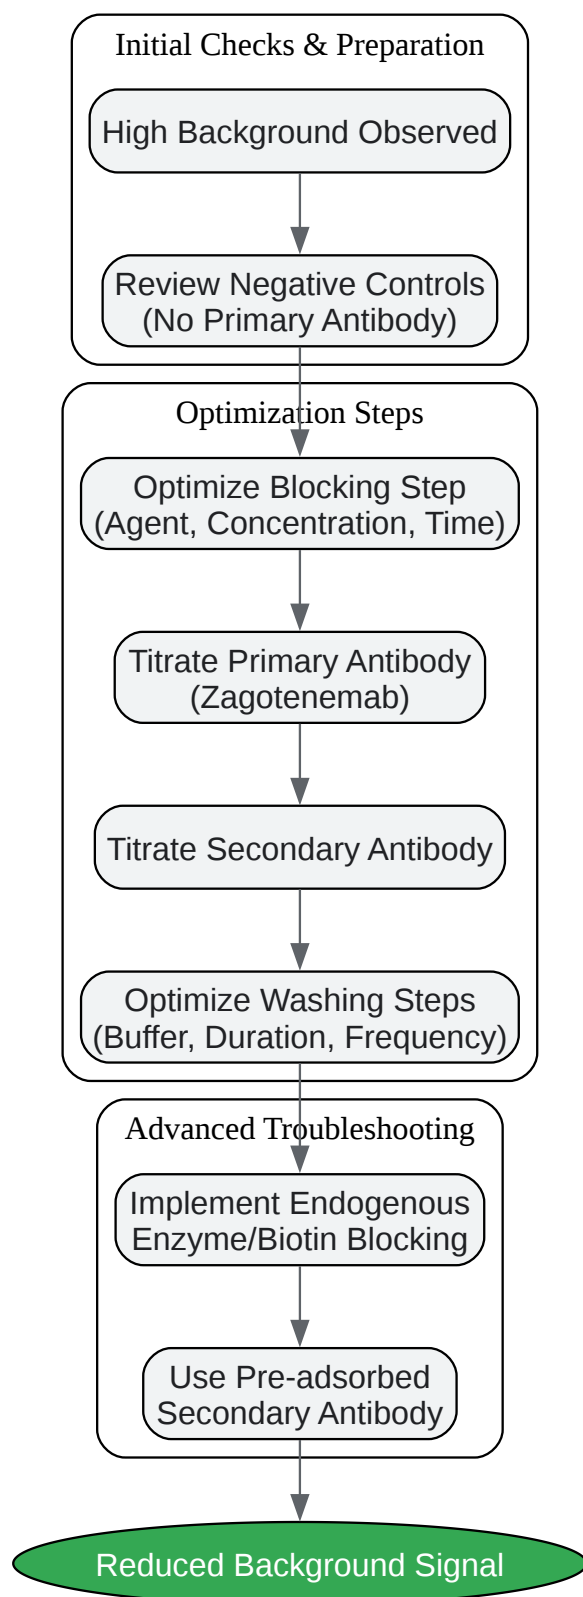 Initial Checks & Preparation
High Background Observed
Review Negative Controls
(No Primary Antibody)
Optimization Steps
Optimize Blocking Step
(Agent, Concentration, Time)
Titrate Primary Antibody
(Zagotenemab)
Titrate Secondary Antibody
Optimize Washing Steps
(Buffer, Duration, Frequency)
Advanced Troubleshooting
Implement Endogenous
Enzyme/Biotin Blocking
Use Pre-adsorbed
Secondary Antibody
Reduced Background Signal